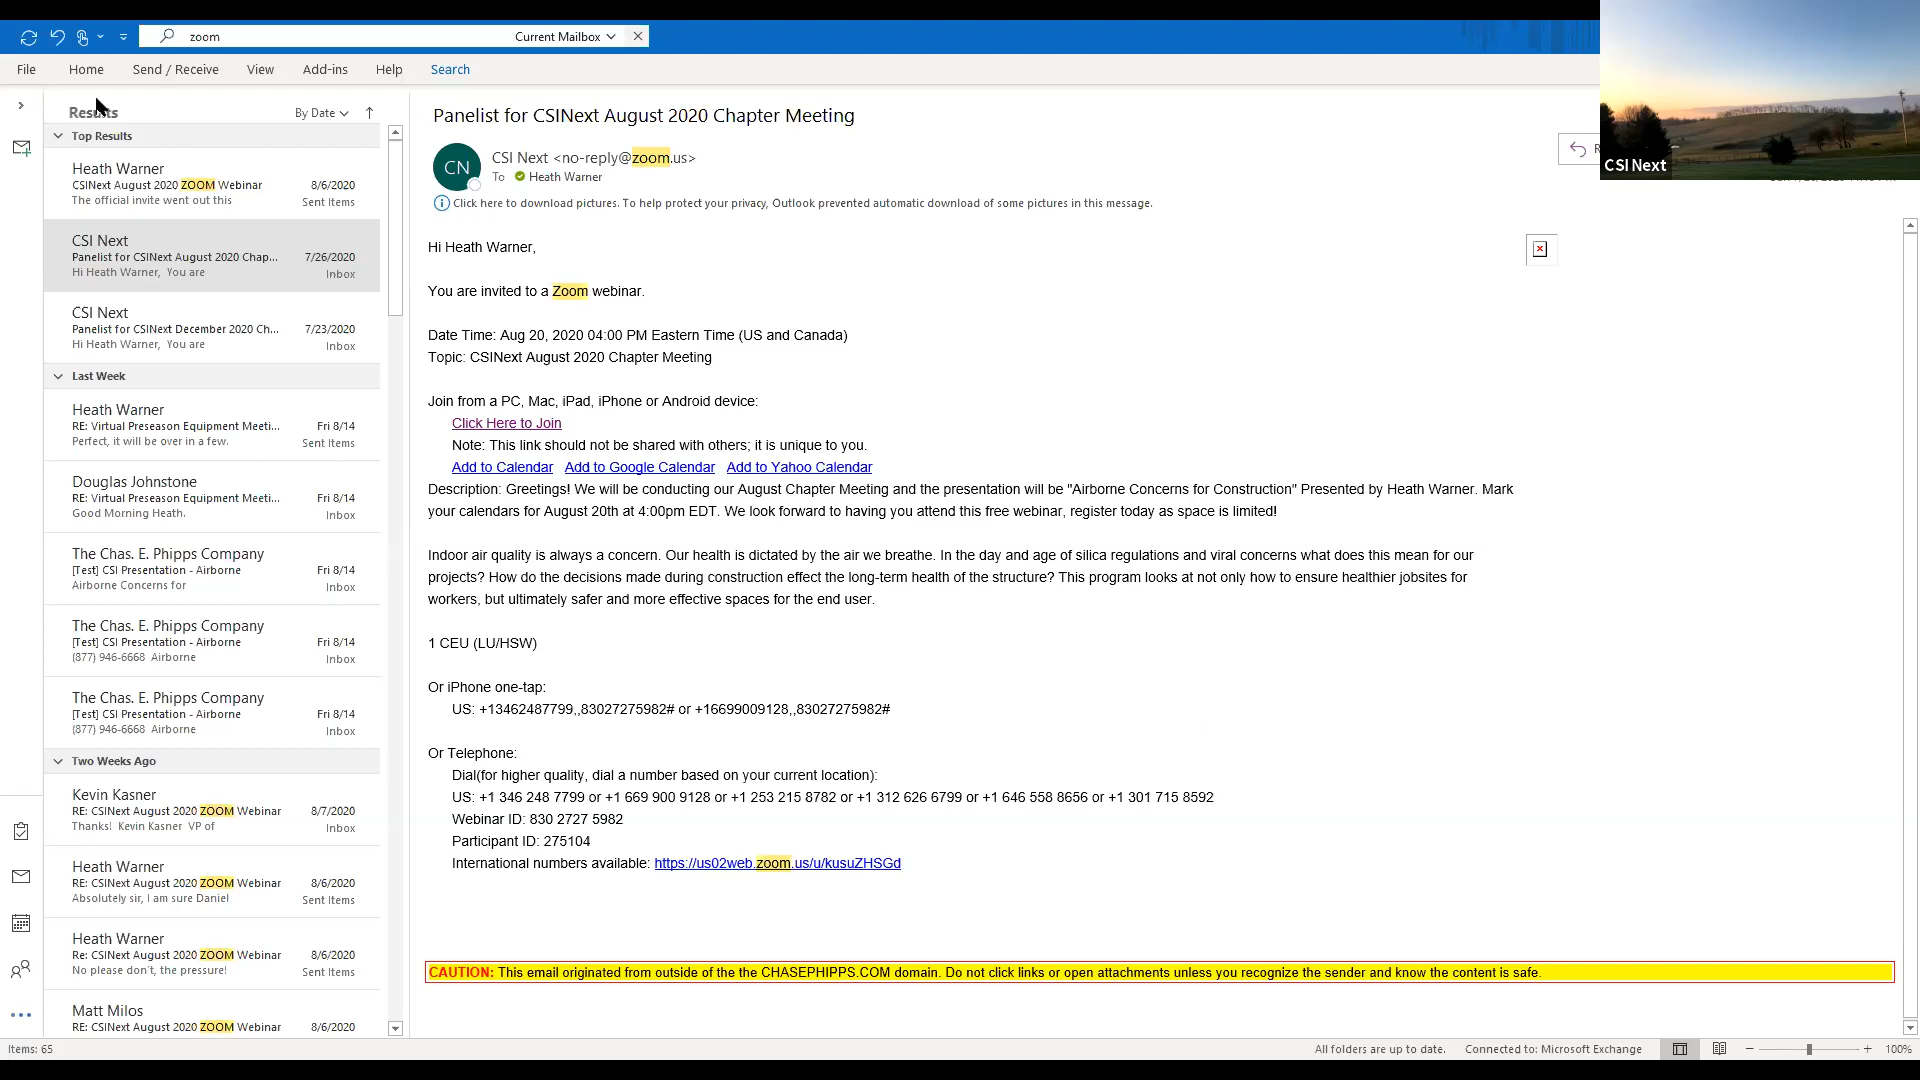 zoom
Current Mailbox
File Home Send / Receive View Add-ins Help Search
Results By Date
Top Results
Heath Warner
CSINext August 2020 ZOOM Webinar 8/6/2020
The official invite went out this Sent Items
CSI Next
Panelist for CSINext August 2020 Chap... 7/26/2020
Hi Heath Warner, You are Inbox
CSI Next
Panelist for CSINext December 2020 Ch... 7/23/2020
Hi Heath Warner, You are Inbox
Last Week
Heath Warner
RE: Virtual Preseason Equipment Meeti... Fri 8/14
Perfect, it will be over in a few. Sent Items
Douglas Johnstone
RE: Virtual Preseason Equipment Meeti... Fri 8/14
Good Morning Heath. Inbox
The Chas. E. Phipps Company
[Test] CSI Presentation - Airborne Fri 8/14
Airborne Concerns for Inbox
The Chas. E. Phipps Company
[Test] CSI Presentation - Airborne Fri 8/14
(877) 946-6668 Airborne Inbox
The Chas. E. Phipps Company
[Test] CSI Presentation - Airborne Fri 8/14
(877) 946-6668 Airborne Inbox
Two Weeks Ago
Kevin Kasner
RE: CSINext August 2020 ZOOM Webinar 8/7/2020
Thanks! Kevin Kasner VP of Inbox
Heath Warner
RE: CSINext August 2020 ZOOM Webinar 8/6/2020
Absolutely sir, I am sure Daniel Sent Items
Heath Warner
Re: CSINext August 2020 ZOOM Webinar 8/6/2020
No please don't, the pressure! Sent Items
Matt Milos
RE: CSINext August 2020 ZOOM Webinar 8/6/2020
Panelist for CSINext August 2020 Chapter Meeting
CN
CSI Next <no-reply@zoom.us>
To Heath Warner
Click here to download pictures. To help protect your privacy, Outlook prevented automatic download of some pictures in this message.
Hi Heath Warner,
You are invited to a Zoom webinar.
Date Time: Aug 20, 2020 04:00 PM Eastern Time (US and Canada)
Topic: CSINext August 2020 Chapter Meeting
Join from a PC, Mac, iPad, iPhone or Android device:
Click Here to Join
Note: This link should not be shared with others; it is unique to you.
Add to Calendar Add to Google Calendar Add to Yahoo Calendar
Description: Greetings! We will be conducting our August Chapter Meeting and the presentation will be "Airborne Concerns for Construction" Presented by Heath Warner. Mark
your calendars for August 20th at 4:00pm EDT. We look forward to having you attend this free webinar, register today as space is limited!
Indoor air quality is always a concern. Our health is dictated by the air we breathe. In the day and age of silica regulations and viral concerns what does this mean for our
projects? How do the decisions made during construction effect the long-term health of the structure? This program looks at not only how to ensure healthier jobsites for
workers, but ultimately safer and more effective spaces for the end user.
1 CEU (LU/HSW)
Or iPhone one-tap:
US: +13462487799,,83027275982# or +16699009128,,83027275982#
Or Telephone:
Dial(for higher quality, dial a number based on your current location):
US: +1 346 248 7799 or +1 669 900 9128 or +1 253 215 8782 or +1 312 626 6799 or +1 646 558 8656 or +1 301 715 8592
Webinar ID: 830 2727 5982
Participant ID: 275104
International numbers available: https://us02web.zoom.us/u/kusuZHSGd
CAUTION: This email originated from outside of the the CHASEPHIPPS.COM domain. Do not click links or open attachments unless you recognize the sender and know the content is safe.
CSI Next
Items: 65
All folders are up to date. Connected to: Microsoft Exchange 100%